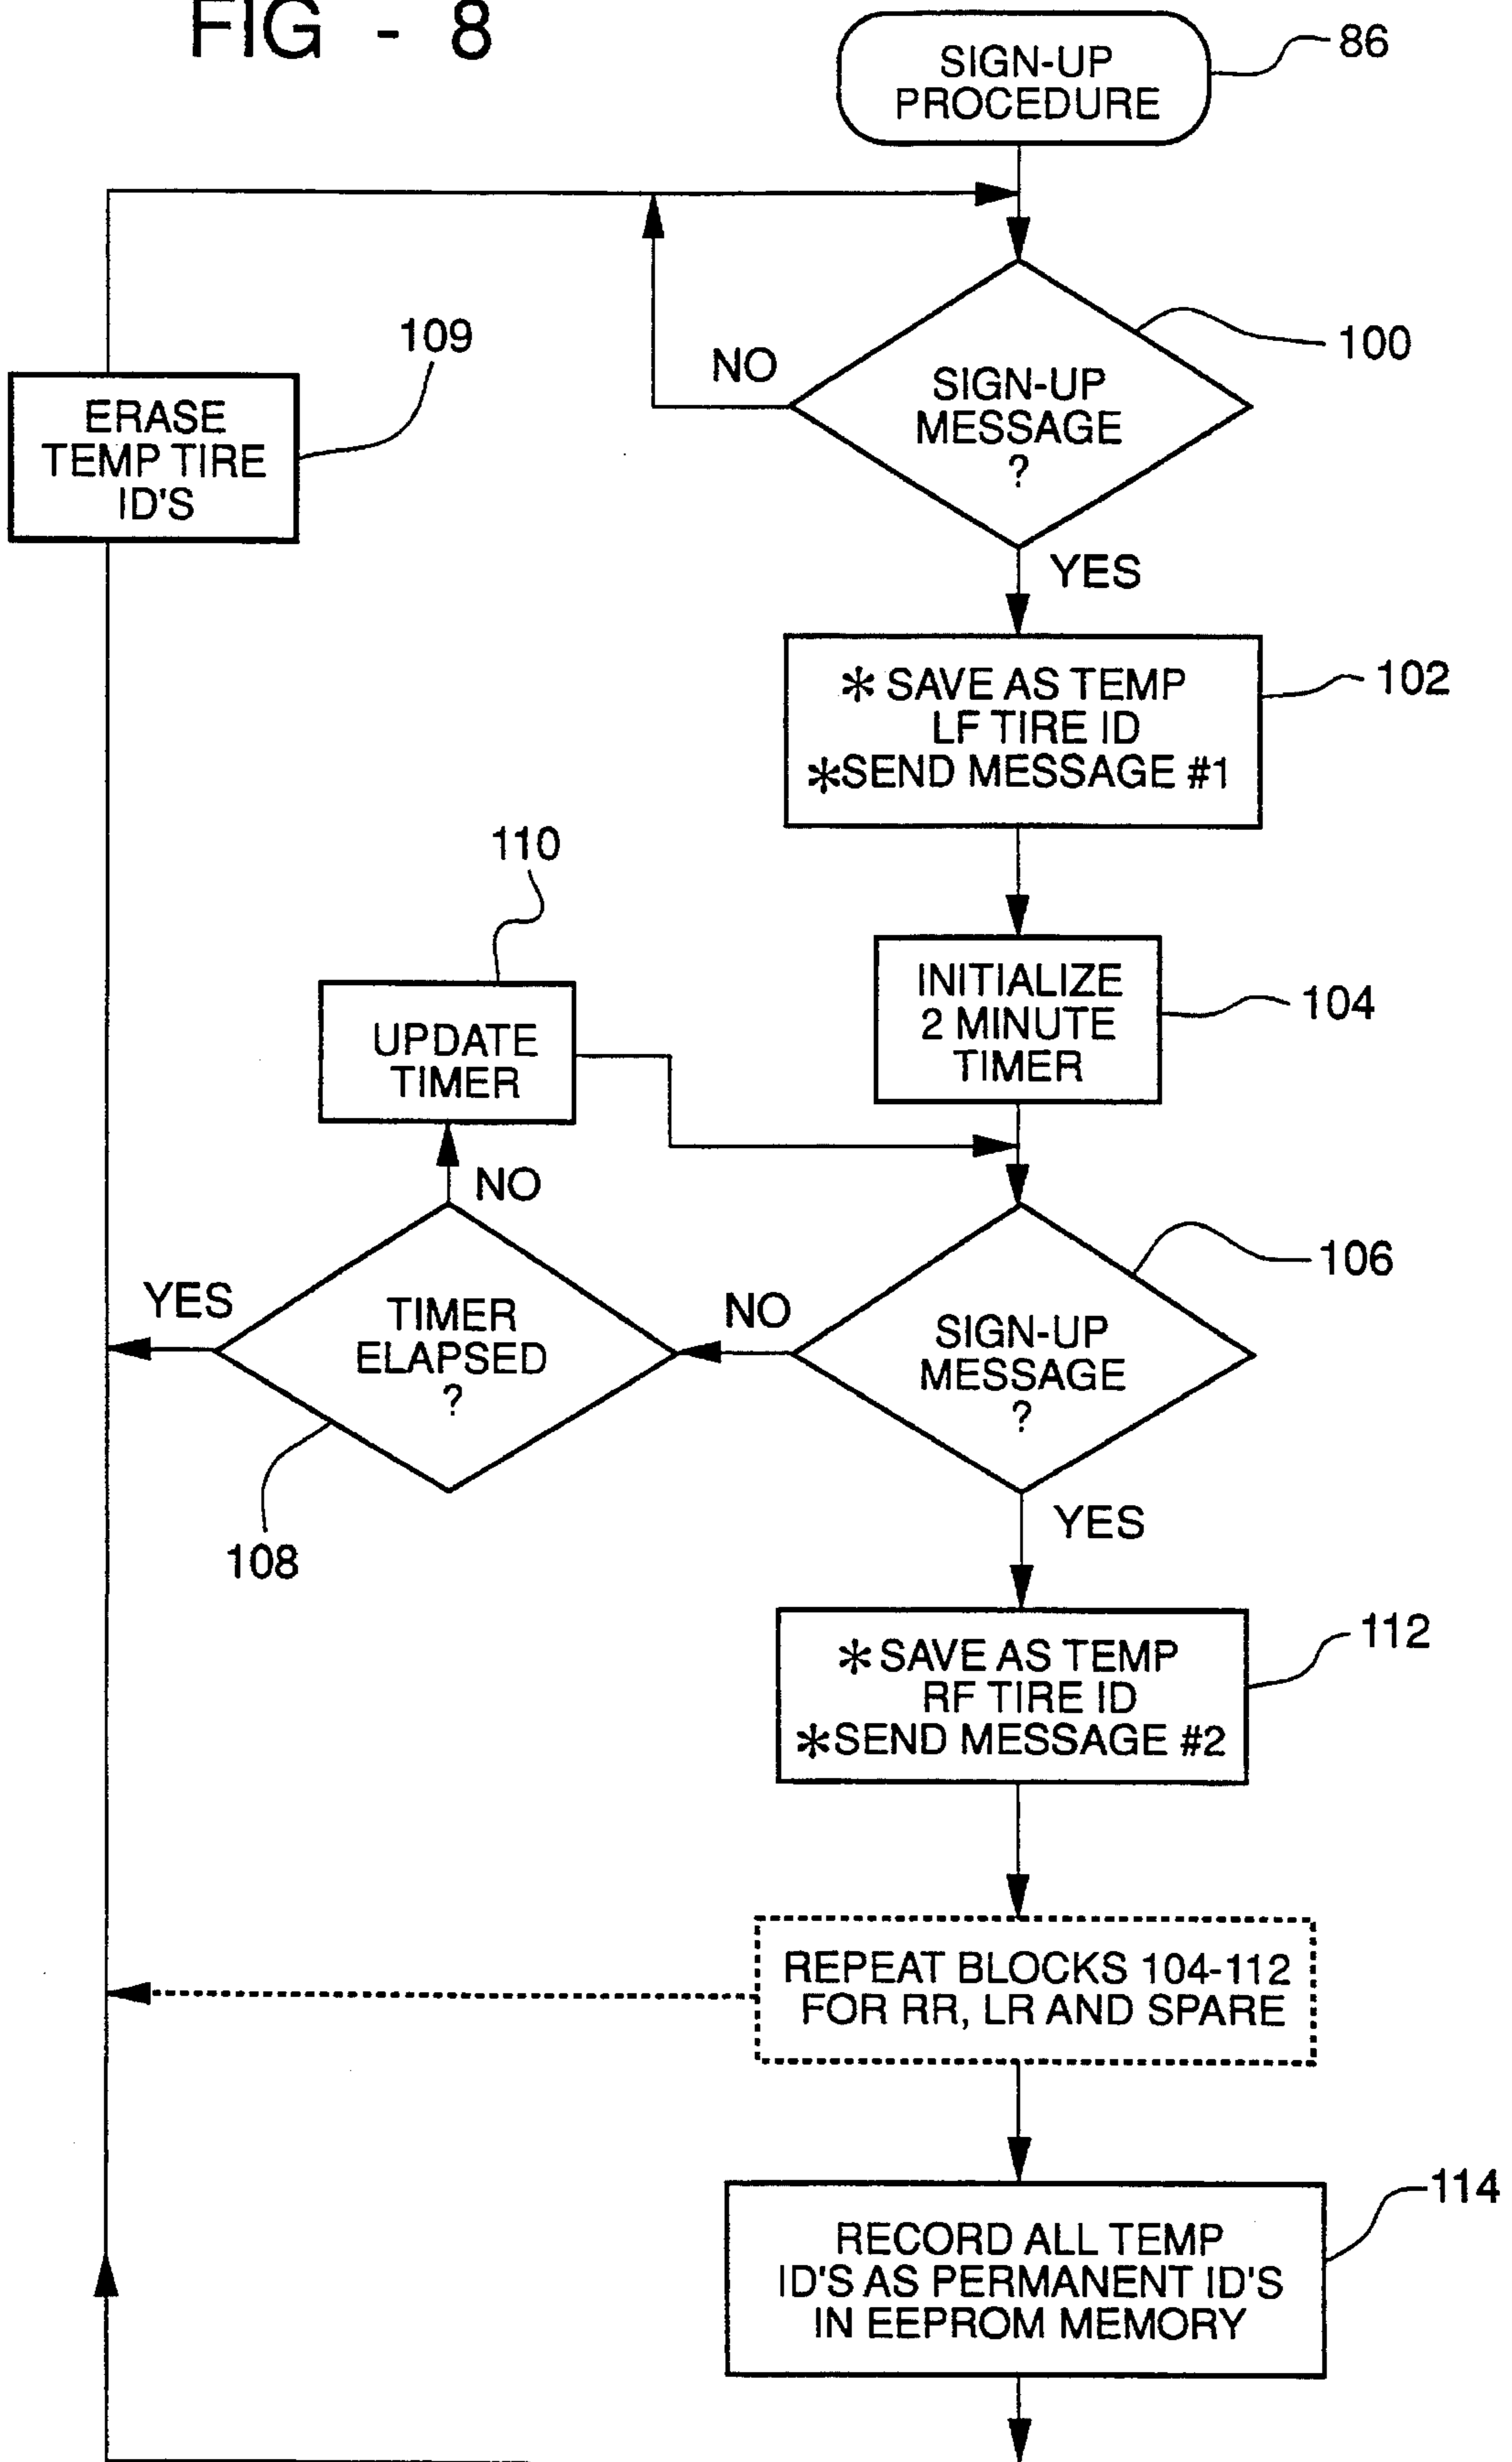 FIG - 8
SIGN-UP
PROCEDURE
86
109
100
NO
SIGN-UP
MESSAGE
?
ERASE
TEMP TIRE
ID'S
YES
* SAVE AS TEMP
LF TIRE ID
*SEND MESSAGE #1
102
110
INITIALIZE
2 MINUTE
TIMER
104
UPDATE
TIMER
NO
106
YES
TIMER
ELAPSED
?
NO
SIGN-UP
MESSAGE
?
108
YES
* SAVE AS TEMP
RF TIRE ID
*SEND MESSAGE #2
112
REPEAT BLOCKS 104-112
FOR RR, LR AND SPARE
114
RECORD ALL TEMP
ID'S AS PERMANENT ID'S
IN EEPROM MEMORY